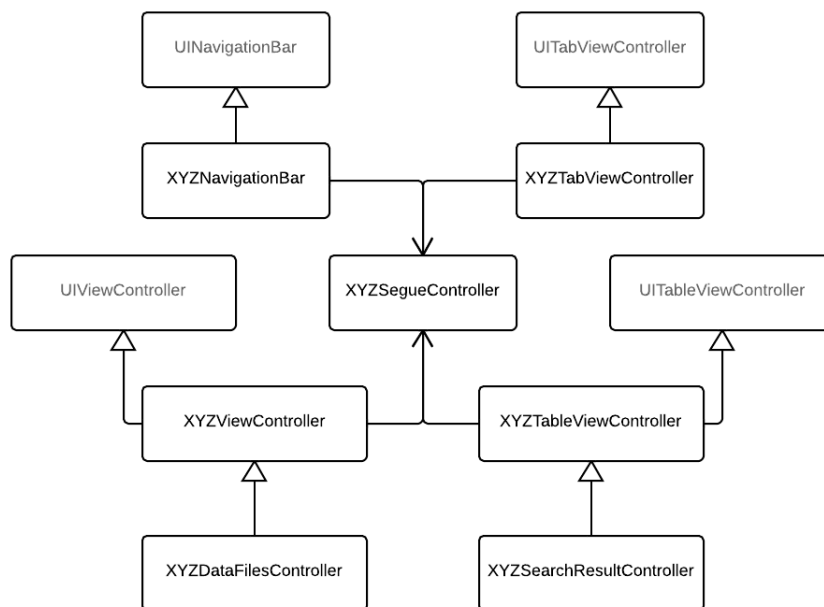 UINavigationBar
UITabViewController
XYZNavigationBar
XYZTabViewController
UIViewController
XYZSegueController
UITableViewController
XYZViewController
XYZTableViewController
XYZDataFilesController
XYZSearchResultController